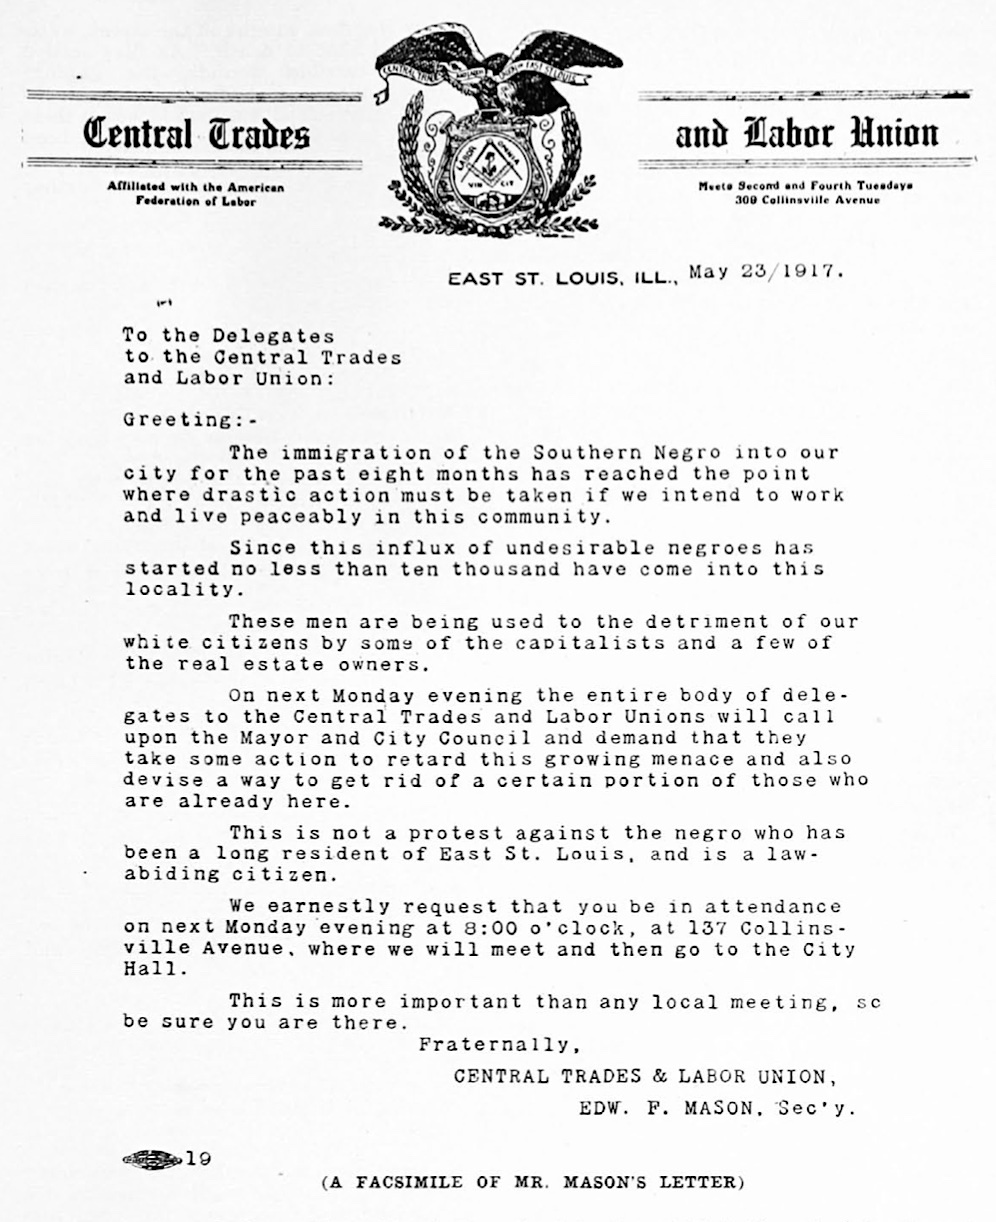 CENTRAL TRADES AND LABOR UNION OF EAST ST. LOUIS
Central Trades
and Labor Union
Affiliated with the American
Federation of Labor
LABOR OMNIA
VIN CIT
Meets Second and Fourth Tuesdays
309 Collinsville Avenue
EAST ST. LOUIS, ILL., May 23/1917.
To the Delegates
to the Central Trades
and Labor Union:
Greeting:-
The immigration of the Southern Negro into our
city for the past eight months has reached the point
where drastic action must be taken if we intend to work
and live peaceably in this community.
Since this influx of undesirable negroes has
started no less than ten thousand have come into this
locality.
These men are being used to the detriment of our
white citizens by some of the capitalists and a few of
the real estate owners.
On next Monday evening the entire body of dele-
gates to the Central Trades and Labor Unions will call
upon the Mayor and City Council and demand that they
take some action to retard this growing menace and also
devise a way to get rid of a certain portion of those who
are already here.
This is not a protest against the negro who has
been a long resident of East St. Louis, and is a law-
abiding citizen.
We earnestly request that you be in attendance
on next Monday evening at 8:00 o'clock, at 137 Collins-
ville Avenue, where we will meet and then go to the City
Hall.
This is more important than any local meeting, so
be sure you are there.
Fraternally,
CENTRAL TRADES & LABOR UNION,
EDW. F. MASON, Sec'y.
19
(A FACSIMILE OF MR. MASON'S LETTER)